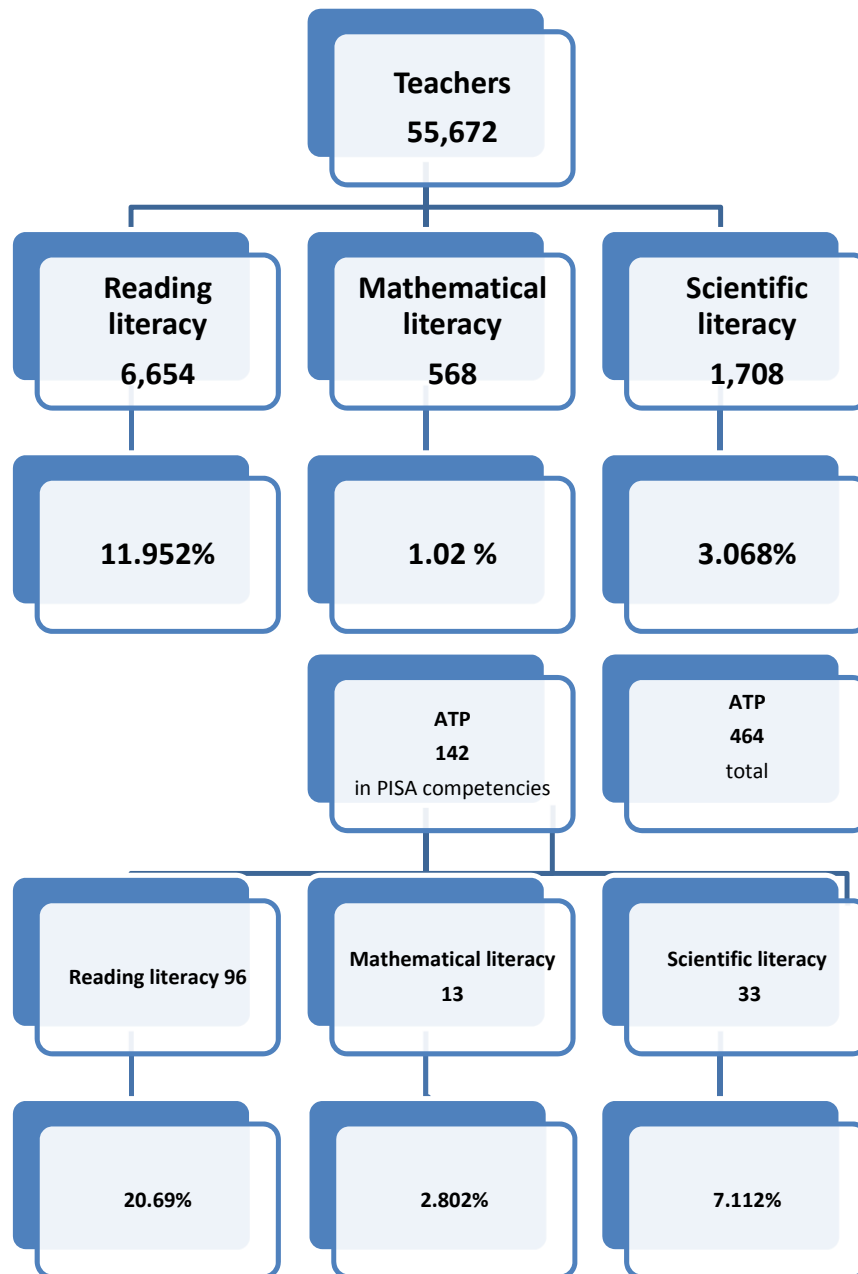 Teachers
55,672
Reading
literacy
6,654
Mathematical
literacy
568
Scientific
literacy
1,708
11.952%
1.02 %
3.068%
ATP
142
in PISA competencies
ATP
464
total
Reading literacy 96
Mathematical literacy
13
Scientific literacy
33
20.69%
2.802%
7.112%